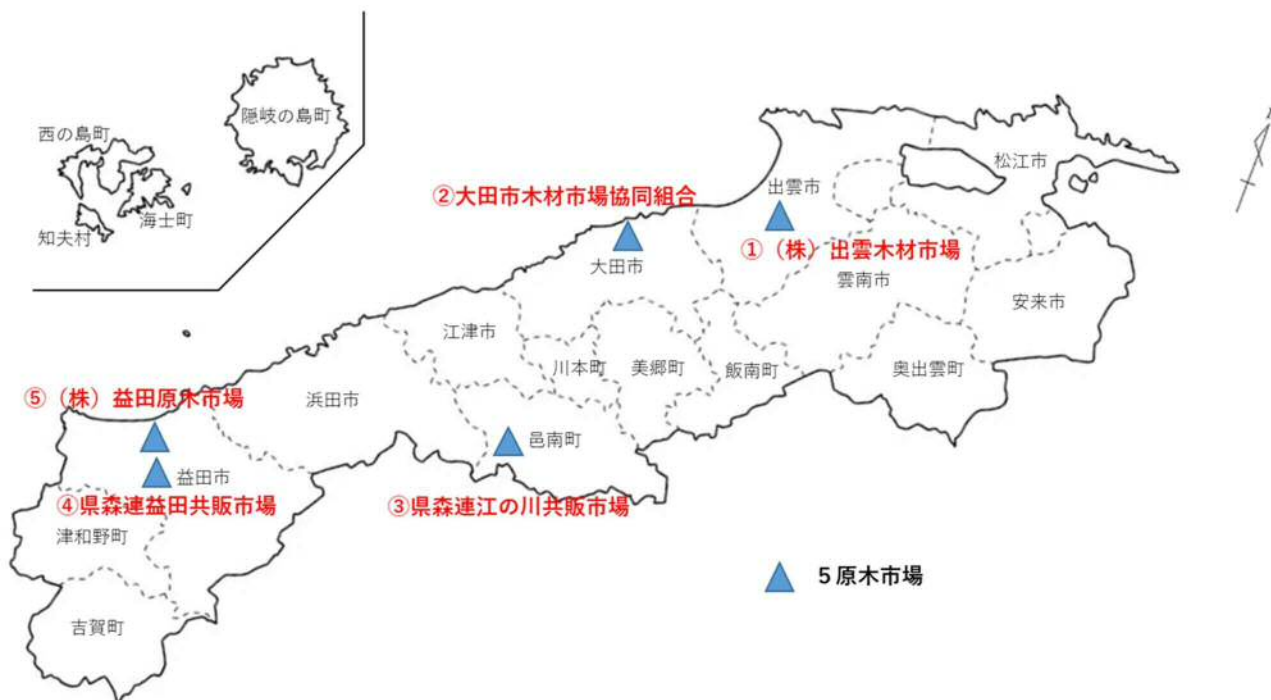 隠岐の島町
西の島町
海士町
知夫村
松江市
出雲市
②大田市木材市場協同組合
①（株）出雲木材市場
大田市
雲南市
安来市
江津市
川本町
美郷町
飯南町
奥出雲町
⑤（株）益田原木市場
浜田市
邑南町
益田市
④県森連益田共販市場
③県森連江の川共販市場
津和野町
5原木市場
吉賀町